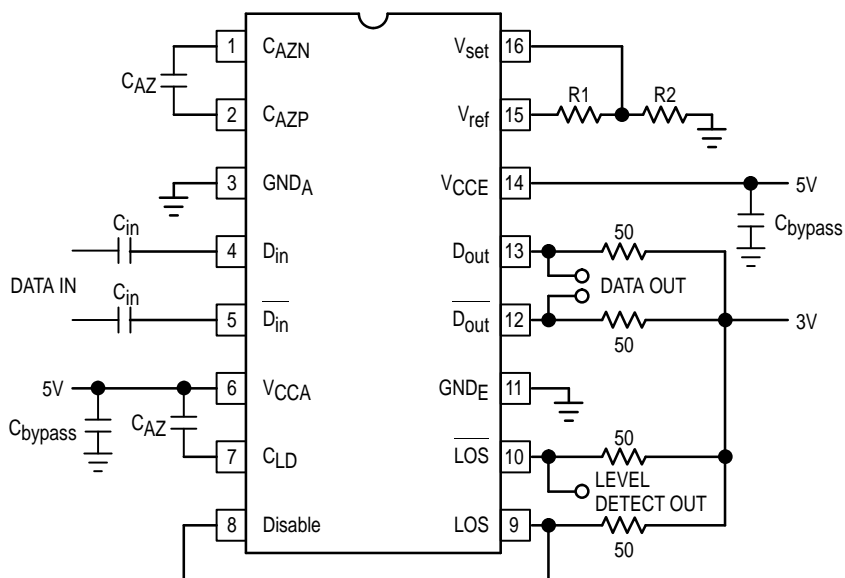 1 CAZN Vset 16
CAZ
2 CAZP Vref 15 R1 R2
3 GNDA VCCE 14 5V
Cbypass
Cin
4 Din Dout 13 50
DATA IN DATA OUT
Cin
5 Din Dout 12 50 3V
5V 6 VCCA GNDE 11
Cbypass CAZ
7 CLD LOS 10 50
LEVEL
DETECT OUT
8 Disable LOS 9 50